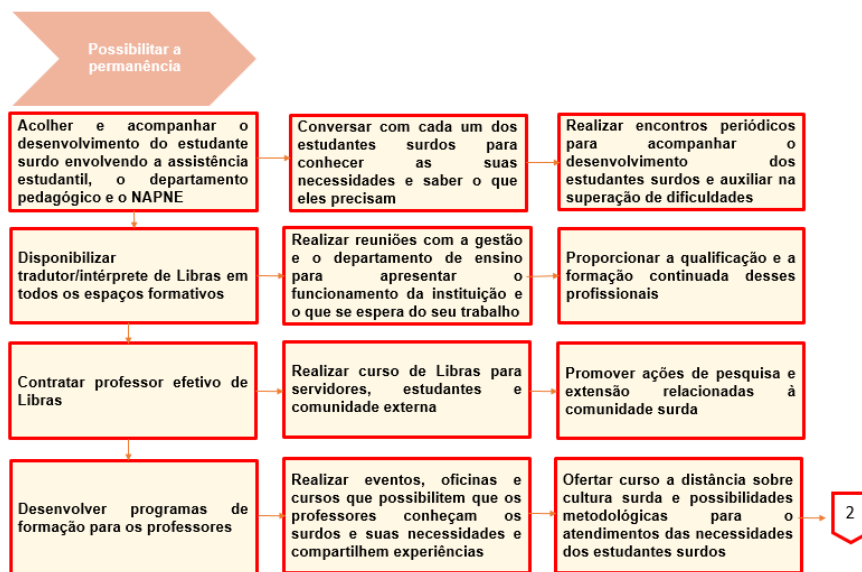 Possibilitar a
permanência
Acolher e acompanhar o
desenvolvimento do estudante
surdo envolvendo a assistência
estudantil, o departamento
pedagógico e o NAPNE
Conversar com cada um dos
estudantes surdos para
conhecer as suas
necessidades e saber o que
eles precisam
Realizar encontros periódicos
para acompanhar o
desenvolvimento dos
estudantes surdos e auxiliar na
superação de dificuldades
Disponibilizar
tradutor/intérprete de Libras em
todos os espaços formativos
Realizar reuniões com a gestão
e o departamento de ensino
para apresentar o
funcionamento da instituição e
o que se espera do seu trabalho
Proporcionar a qualificação e a
formação continuada desses
profissionais
Contratar professor efetivo de
Libras
Realizar curso de Libras para
servidores, estudantes e
comunidade externa
Promover ações de pesquisa e
extensão relacionadas à
comunidade surda
Desenvolver programas de
formação para os professores
Realizar eventos, oficinas e
cursos que possibilitem que os
professores conheçam os
surdos e suas necessidades e
compartilhem experiências
Ofertar curso a distância sobre
cultura surda e possibilidades
metodológicas para o
atendimentos das necessidades
dos estudantes surdos
2